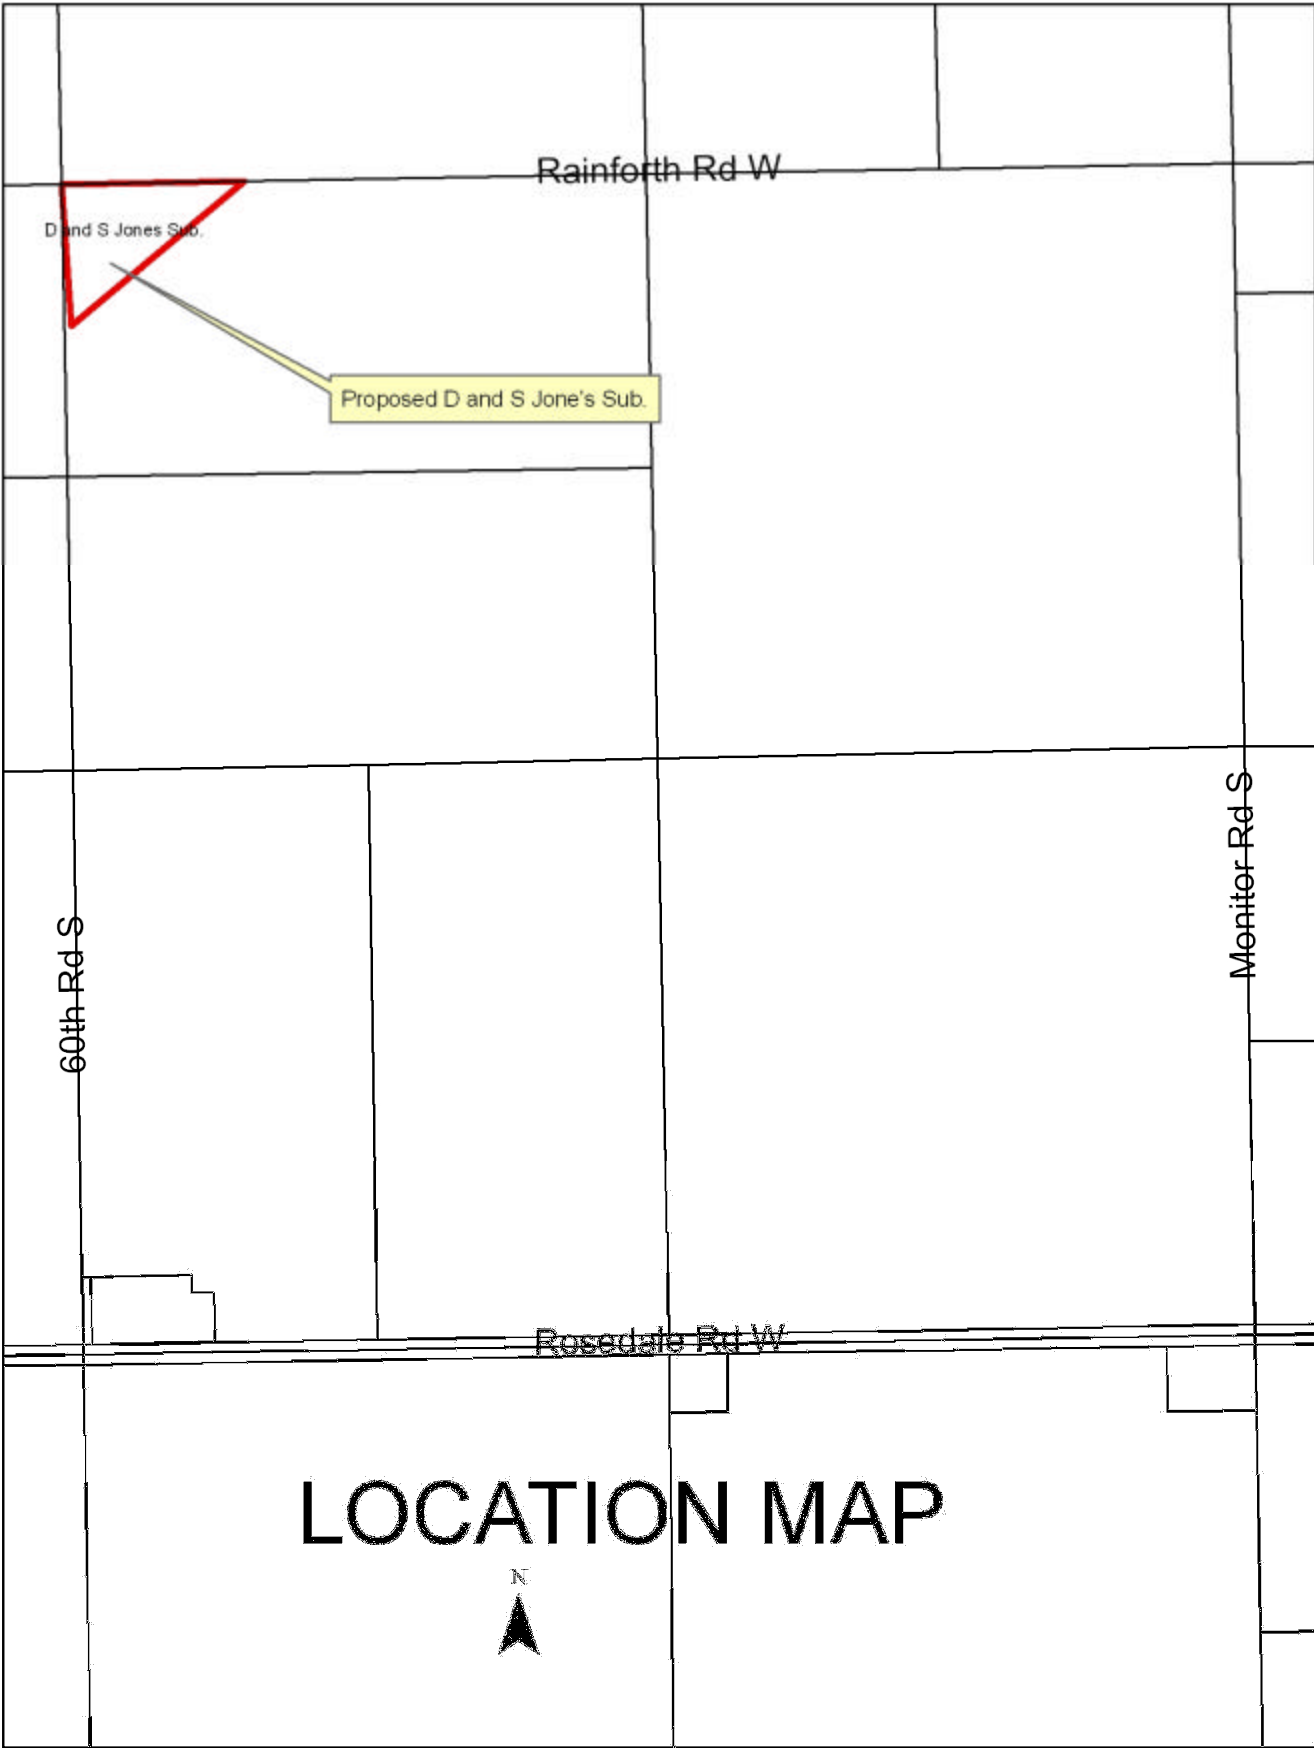 Rainforth Rd W
D and S Jones Sub.
Proposed D and S Jone's Sub.
Monitor Rd S
60th Rd S
Rosedale Rd W
LOCATION MAP
N